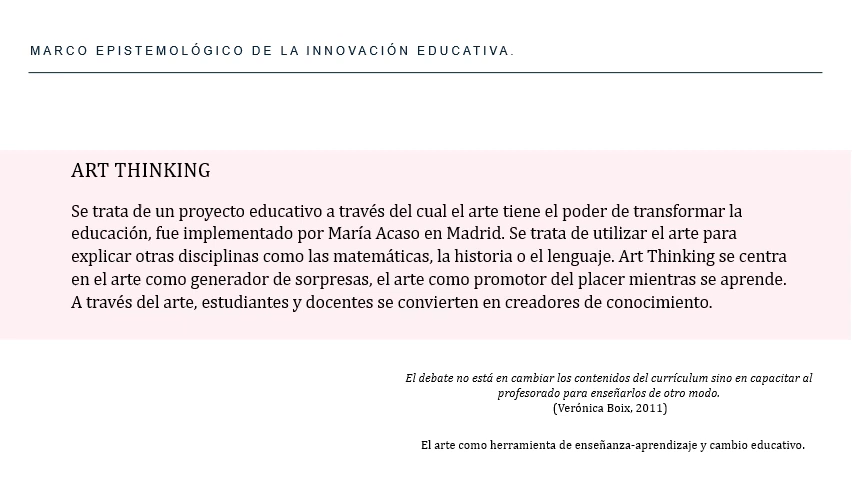 MARCO EPISTEMOLÓGICO DE LA INNOVACIÓN EDUCATIVA.
ART THINKING
Se trata de un proyecto educativo a través del cual el arte tiene el poder de transformar la
educación, fue implementado por María Acaso en Madrid. Se trata de utilizar el arte para
explicar otras disciplinas como las matemáticas, la historia o el lenguaje. Art Thinking se centra
en el arte como generador de sorpresas, el arte como promotor del placer mientras se aprende.
A través del arte, estudiantes y docentes se convierten en creadores de conocimiento.
El debate no está en cambiar los contenidos del currículum sino en capacitar al
profesorado para enseñarlos de otro modo.
(Verónica Boix, 2011)
El arte como herramienta de enseñanza-aprendizaje y cambio educativo.